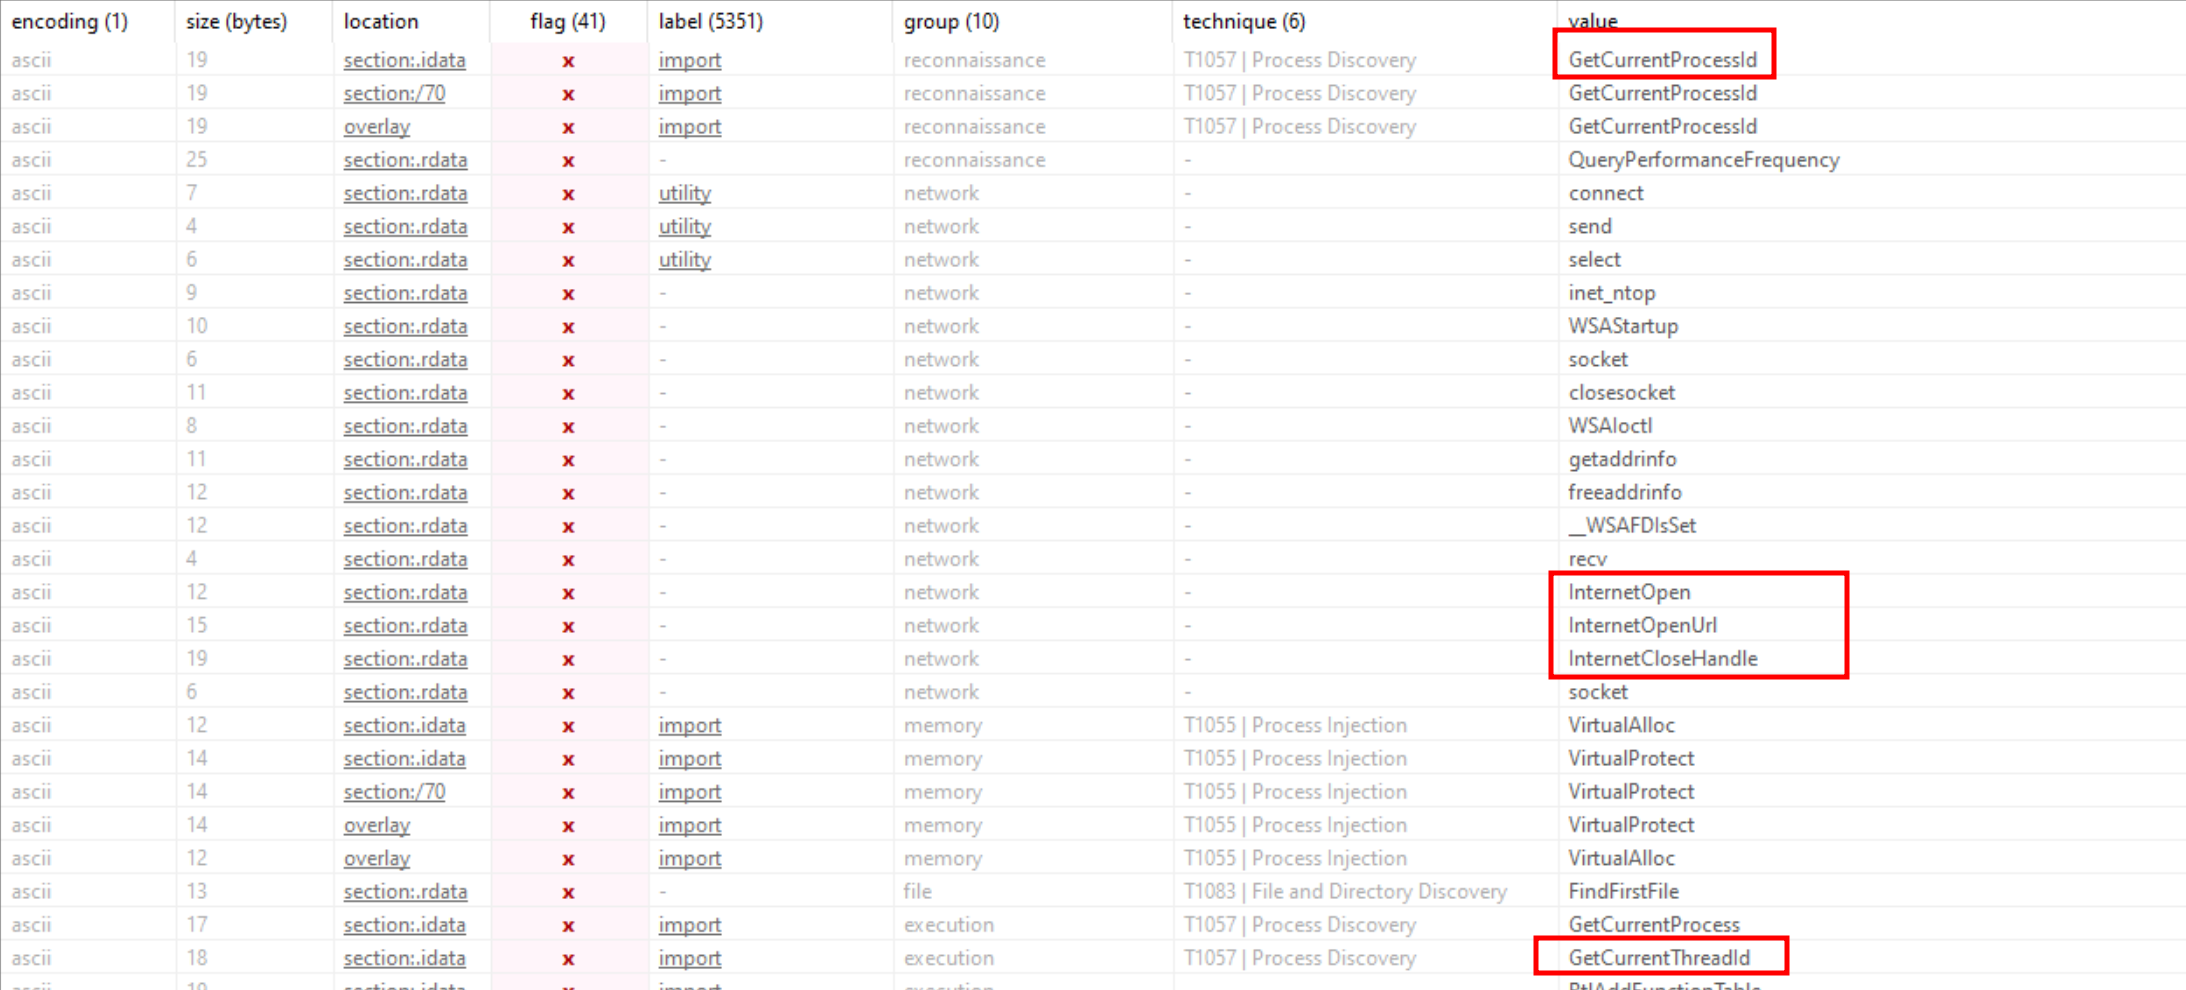 encoding (1) size (bytes) location flag (41) label (5351) group (10) technique (6) value
ascii 19 section:.idata x import reconnaissance T1057 | Process Discovery GetCurrentProcessId
ascii 19 section:/70 x import reconnaissance T1057 | Process Discovery GetCurrentProcessId
ascii 19 overlay x import reconnaissance T1057 | Process Discovery GetCurrentProcessId
ascii 25 section:.rdata x - reconnaissance - QueryPerformanceFrequency
ascii 7 section:.rdata x utility network - connect
ascii 4 section:.rdata x utility network - send
ascii 6 section:.rdata x utility network - select
ascii 9 section:.rdata x - network - inet_ntop
ascii 10 section:.rdata x - network - WSAStartup
ascii 6 section:.rdata x - network - socket
ascii 11 section:.rdata x - network - closesocket
ascii 8 section:.rdata x - network - WSAIoctl
ascii 11 section:.rdata x - network - getaddrinfo
ascii 12 section:.rdata x - network - freeaddrinfo
ascii 12 section:.rdata x - network - __WSAFDIsSet
ascii 4 section:.rdata x - network - recv
ascii 12 section:.rdata x - network - InternetOpen
ascii 15 section:.rdata x - network - InternetOpenUrl
ascii 19 section:.rdata x - network - InternetCloseHandle
ascii 6 section:.rdata x - network - socket
ascii 12 section:.idata x import memory T1055 | Process Injection VirtualAlloc
ascii 14 section:.idata x import memory T1055 | Process Injection VirtualProtect
ascii 14 section:/70 x import memory T1055 | Process Injection VirtualProtect
ascii 14 overlay x import memory T1055 | Process Injection VirtualProtect
ascii 12 overlay x import memory T1055 | Process Injection VirtualAlloc
ascii 13 section:.rdata x - file T1083 | File and Directory Discovery FindFirstFile
ascii 17 section:.idata x import execution T1057 | Process Discovery GetCurrentProcess
ascii 18 section:.idata x import execution T1057 | Process Discovery GetCurrentThreadId